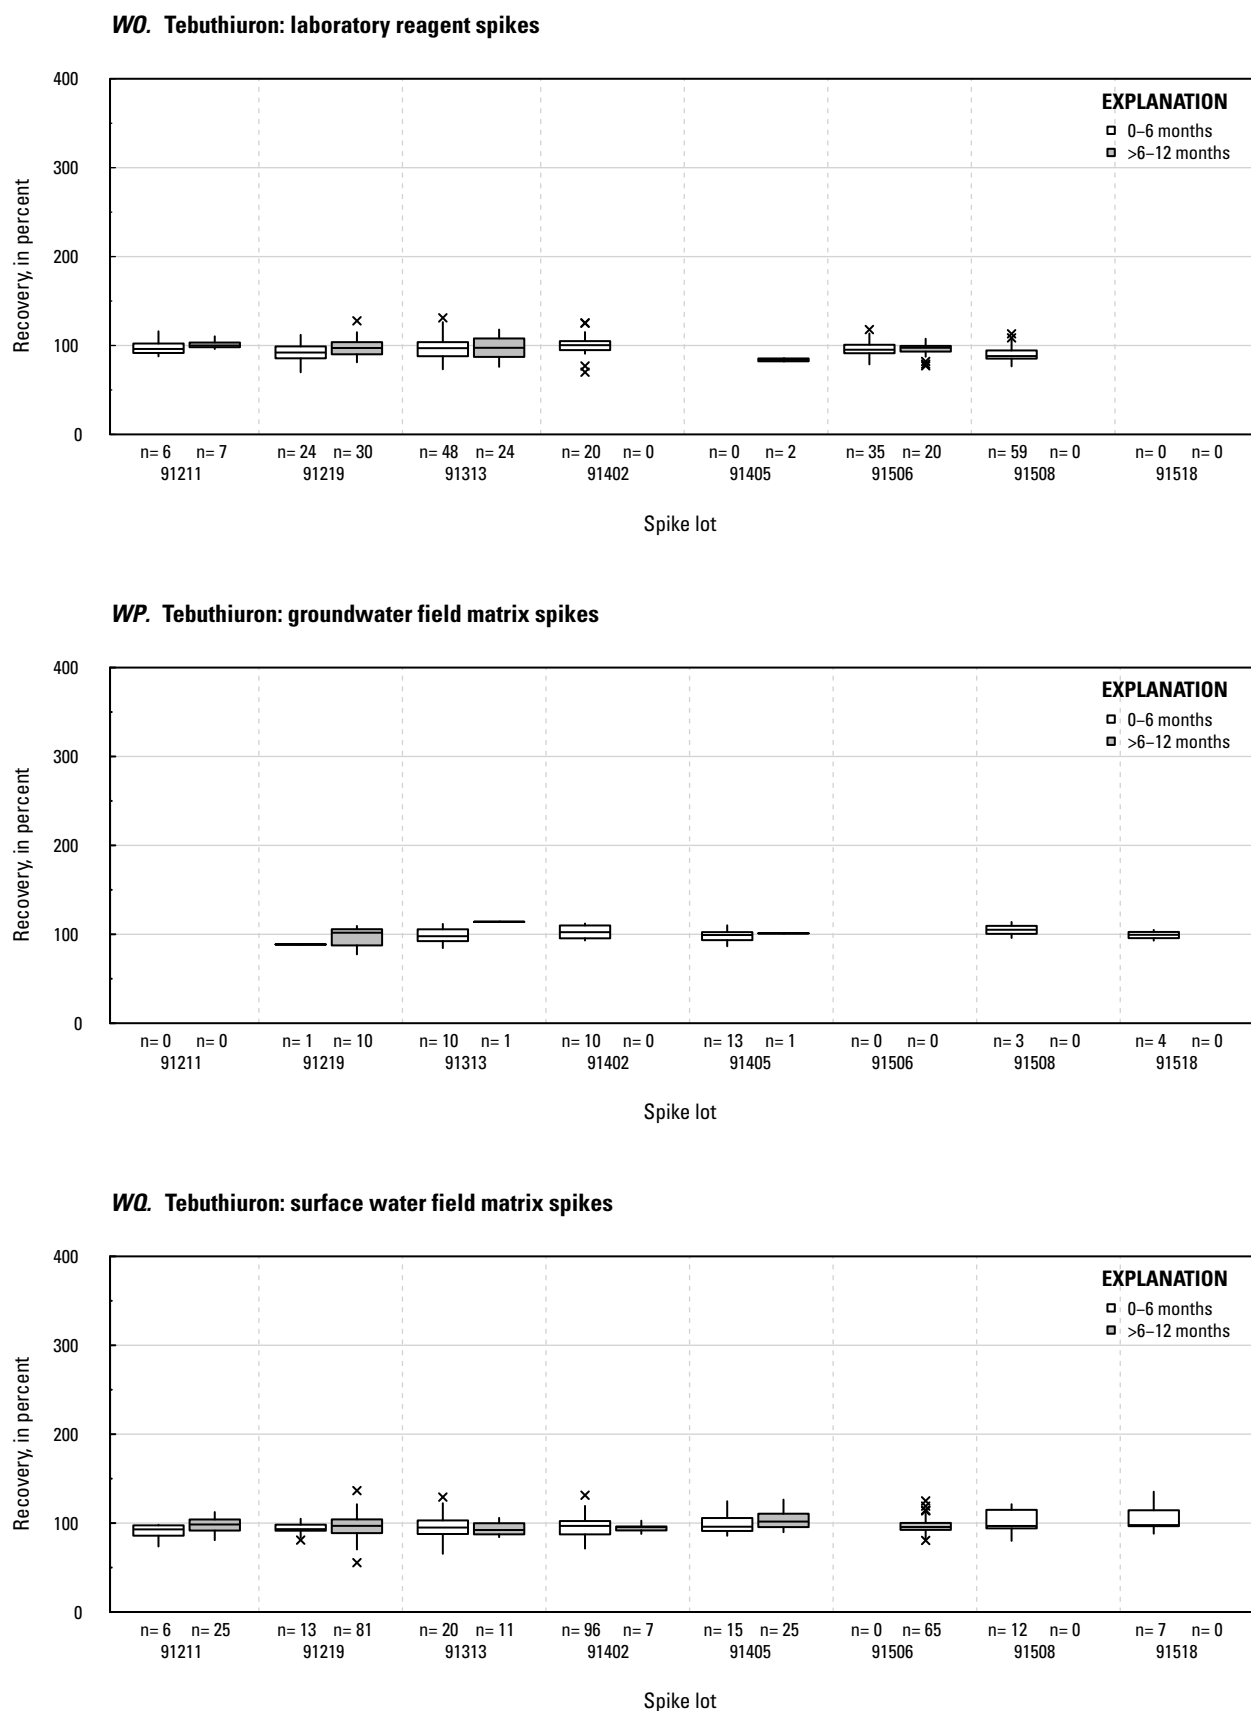 WO. Tebuthiuron: laboratory reagent spikes
400
300
200
100
0
Recovery, in percent
EXPLANATION
0–6 months
>6–12 months
n= 6 n= 7 n= 24 n= 30 n= 48 n= 24 n= 20 n= 0 n= 0 n= 2 n= 35 n= 20 n= 59 n= 0 n= 0 n= 0
91211 91219 91313 91402 91405 91506 91508 91518
Spike lot
WP. Tebuthiuron: groundwater field matrix spikes
400
300
200
100
0
Recovery, in percent
EXPLANATION
0–6 months
>6–12 months
n= 0 n= 0 n= 1 n= 10 n= 10 n= 1 n= 10 n= 0 n= 13 n= 1 n= 0 n= 0 n= 3 n= 0 n= 4 n= 0
91211 91219 91313 91402 91405 91506 91508 91518
Spike lot
WQ. Tebuthiuron: surface water field matrix spikes
400
300
200
100
0
Recovery, in percent
EXPLANATION
0–6 months
>6–12 months
n= 6 n= 25 n= 13 n= 81 n= 20 n= 11 n= 96 n= 7 n= 15 n= 25 n= 0 n= 65 n= 12 n= 0 n= 7 n= 0
91211 91219 91313 91402 91405 91506 91508 91518
Spike lot